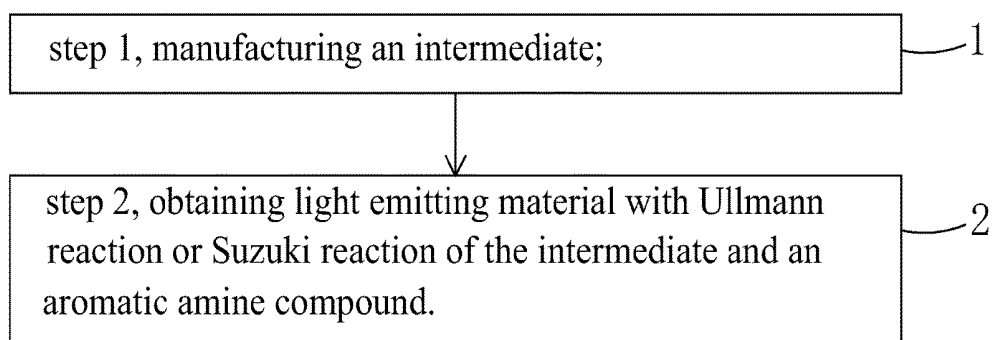 step 1, manufacturing an intermediate;
1
step 2, obtaining light emitting material with Ullmann
reaction or Suzuki reaction of the intermediate and an
aromatic amine compound.
2